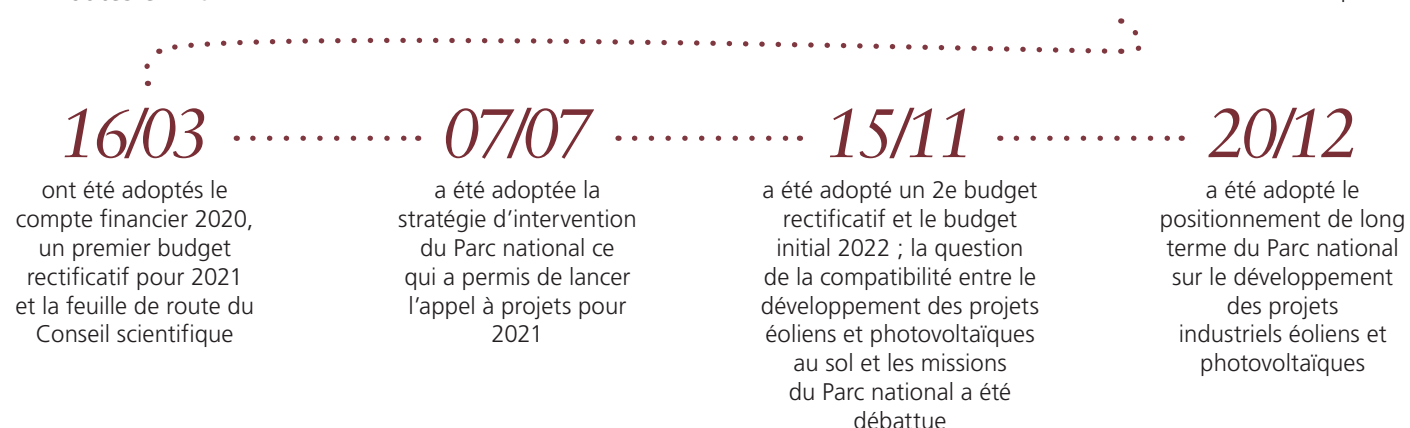 16/03
ont été adoptés le
compte financier 2020,
un premier budget
rectificatif pour 2021
et la feuille de route du
Conseil scientifique
07/07
a été adoptée la
stratégie d'intervention
du Parc national ce
qui a permis de lancer
l'appel à projets pour
2021
15/11
a été adopté un 2e budget
rectificatif et le budget
initial 2022 ; la question
de la compatibilité entre le
développement des projets
éoliens et photovoltaïques
au sol et les missions
du Parc national a été
débattue
20/12
a été adopté le
positionnement de long
terme du Parc national
sur le développement
des projets
industriels éoliens et
photovoltaïques